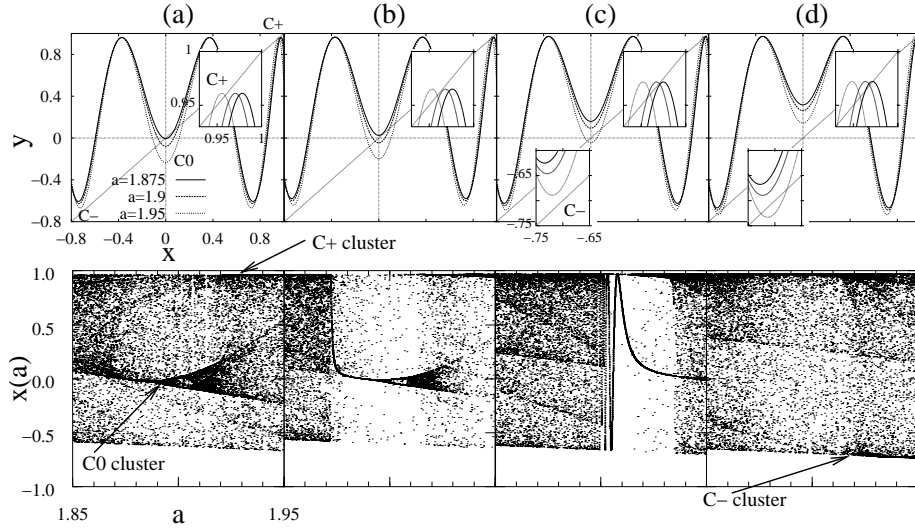 (a) (b) (c) (d)
C+
0.8
0.4
0
−0.4
−0.8
y
1
C+
0.95
0.95 1
C0
a=1.875
a=1.9
a=1.95
C−
−0.8 −0.4 0 0.4 0.8
x
−65
−75
−.75 −.65
C−
C+ cluster
1.0
0.5
0.0
−0.5
−1.0
x(a)
C0 cluster
C− cluster
1.85 1.95
a